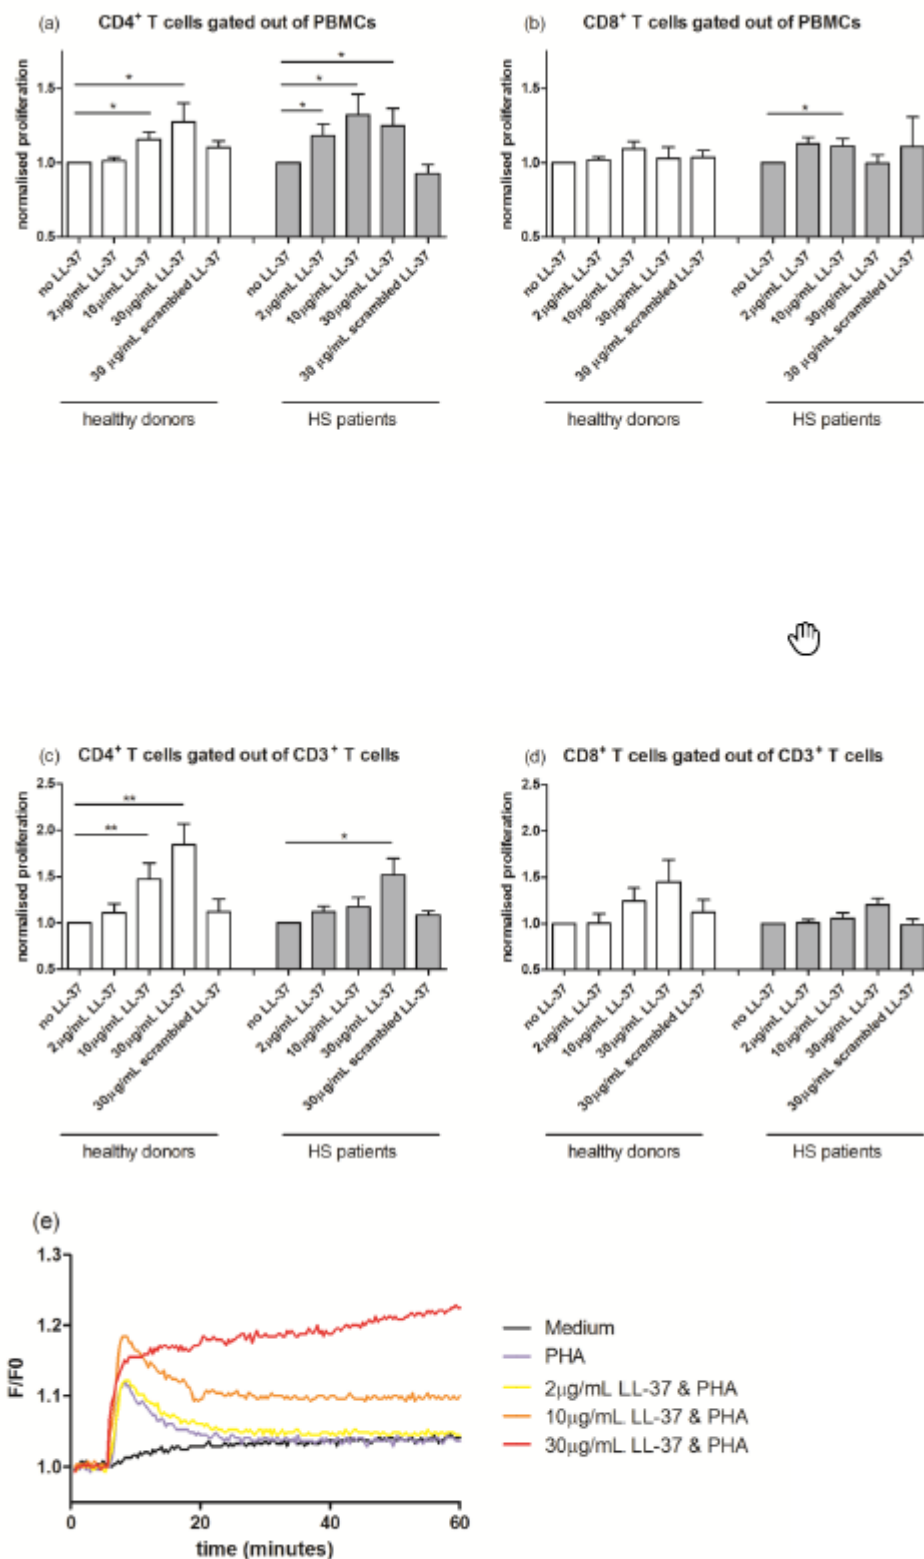 (a) CD4+ T cells gated out of PBMCs
normalised proliferation
1.5
1.0
0.5
* * * * *
no LL-37
2µg/mL LL-37
10µ/mL LL-37
30µg/mL LL-37
30 µg/mL scrambled LL-37
no LL-37
2µg/mL LL-37
10µg/mL LL-37
30µg/mL LL-37
30 µg/mL scrambled LL-37
healthy donors
HS patients
(b) CD8+ T cells gated out of PBMCs
normalised proliferation
1.5
1.0
0.5
*
no LL-37
2µg/mL LL-37
10µg/mL LL-37
30µg/mL LL-37
30 µg/mL scrambled LL-37
no LL-37
2µg/mL LL-37
10µg/mL LL-37
30µg/mL LL-37
30 µg/mL scrambled LL-37
healthy donors
HS patients
(c) CD4+ T cells gated out of CD3+ T cells
normalised proliferation
2.5
2.0
1.5
1.0
0.5
** ** *
no LL-37
2µg/mL LL-37
10µg/mL LL-37
30µg/mL LL-37
30µg/mL scrambled LL-37
no LL-37
2µg/mL LL-37
10µg/mL LL-37
30µg/mL LL-37
30µg/mL scrambled LL-37
healthy donors
HS patients
(d) CD8+ T cells gated out of CD3+ T cells
normalised proliferation
2.5
2.0
1.5
1.0
0.5
no LL-37
2µg/mL LL-37
10µg/mL LL-37
30µg/mL LL-37
30µg/mL scrambled LL-37
no LL-37
2µg/mL LL-37
10µg/mL LL-37
30µg/mL LL-37
30µg/mL scrambled LL-37
healthy donors
HS patients
(e)
F/F0
1.3
1.2
1.1
1.0
0 20 40 60
time (minutes)
Medium
PHA
2µg/mL LL-37 & PHA
10µg/mL. LL-37 & PHA
30µg/mL. LL-37 & PHA